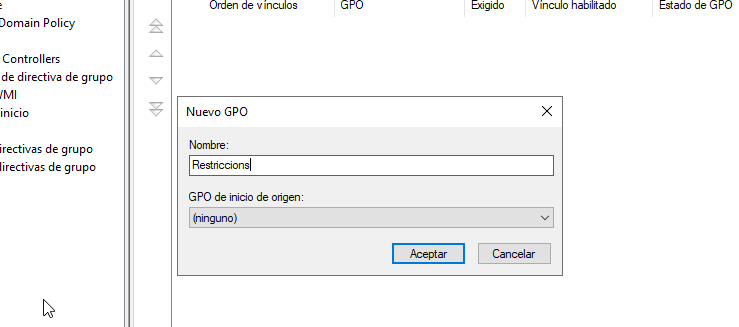 Orden de vínculos GPO Exigido Vínculo habilitado Estado de GPO
Domain Policy
Controllers
de directiva de grupo
WMI
inicio
directivas de grupo
directivas de grupo
Nuevo GPO
Nombre:
Restriccions
GPO de inicio de origen:
(ninguno)
Aceptar Cancelar